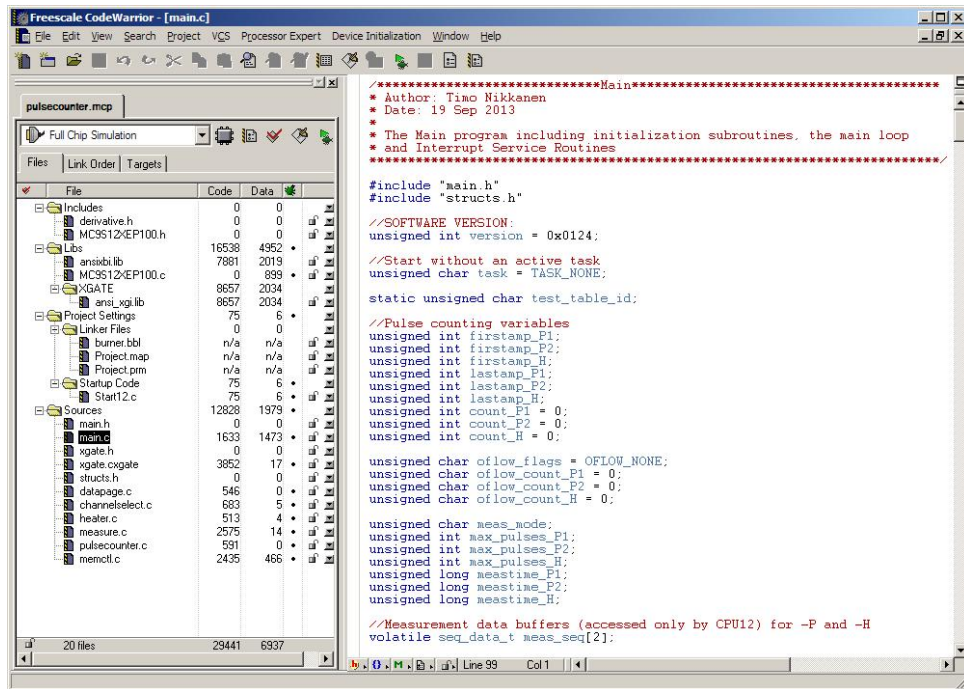 Freescale CodeWarrior - [main.c]
File Edit View Search Project VCS Processor Expert Device Initialization Window Help
pulsecounter.mcp
Full Chip Simulation
Files Link Order Targets
File Code Data
Includes 0 0
derivative.h 0 0
MC9S12XEP100.h 0 0
Libs 16538 4952 •
ansixbi.lib 7881 2019
MC9S12XEP100.c 0 899 •
XGATE 8657 2034
ansi_xgi.lib 8657 2034
Project Settings 75 6 •
Linker Files 0 0
burner.bbl n/a n/a
Project.map n/a n/a
Project.prm n/a n/a
Startup Code 75 6 •
Start12.c 75 6 •
Sources 12828 1979 •
main.h 0 0
main.c 1633 1473 •
xgate.h 0 0
xgate.cxgate 3852 17 •
structs.h 0 0
datapage.c 546 0 •
channelselect.c 683 5 •
heater.c 513 4 •
measure.c 2575 14 •
pulsecounter.c 591 0 •
memctl.c 2435 466 •
20 files 29441 6937
/****************************Main***************************************
* Author: Timo Nikkanen
* Date: 19 Sep 2013
*
* The Main program including initialization subroutines, the main loop
* and Interrupt Service Routines
************************************************************************/
#include "main.h"
#include "structs.h"
//SOFTWARE VERSION:
unsigned int version = 0x0124;
//Start without an active task
unsigned char task = TASK_NONE;
static unsigned char test_table_id;
//Pulse counting variables
unsigned int firstamp_P1;
unsigned int firstamp_P2;
unsigned int firstamp_H;
unsigned int lastamp_P1;
unsigned int lastamp_P2;
unsigned int lastamp_H;
unsigned int count_P1 = 0;
unsigned int count_P2 = 0;
unsigned int count_H = 0;
unsigned char oflow_flags = OFLOW_NONE;
unsigned char oflow_count_P1 = 0;
unsigned char oflow_count_P2 = 0;
unsigned char oflow_count_H = 0;
unsigned char meas_mode;
unsigned int max_pulses_P1;
unsigned int max_pulses_P2;
unsigned int max_pulses_H;
unsigned long meastime_P1;
unsigned long meastime_P2;
unsigned long meastime_H;
//Measurement data buffers (accessed only by CPU12) for -P and -H
volatile seq_data_t meas_seq[2];
Line 99 Col 1